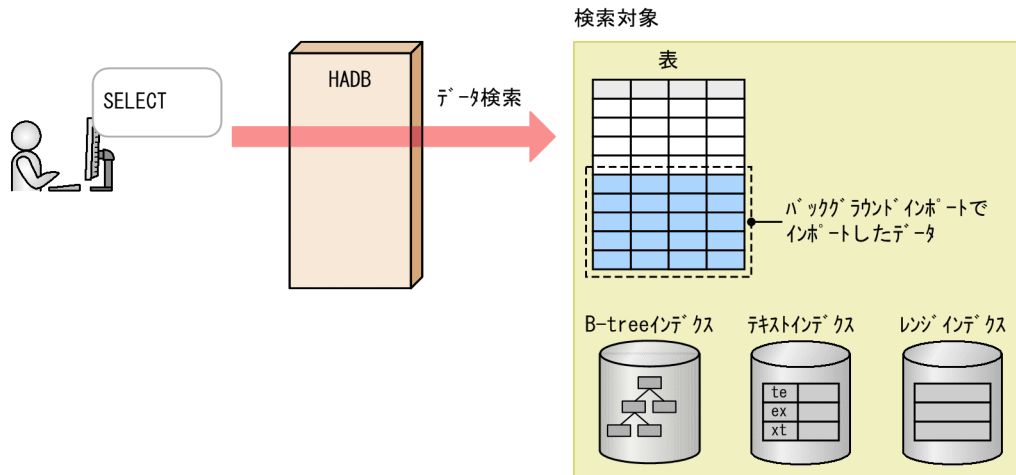 検索対象
表
HADB
SELECT
データ検索
バックグラウンドインポートで
インポートしたデータ
B-treeインデクス
テキストインデクス
レンジインデクス
te
ex
xt